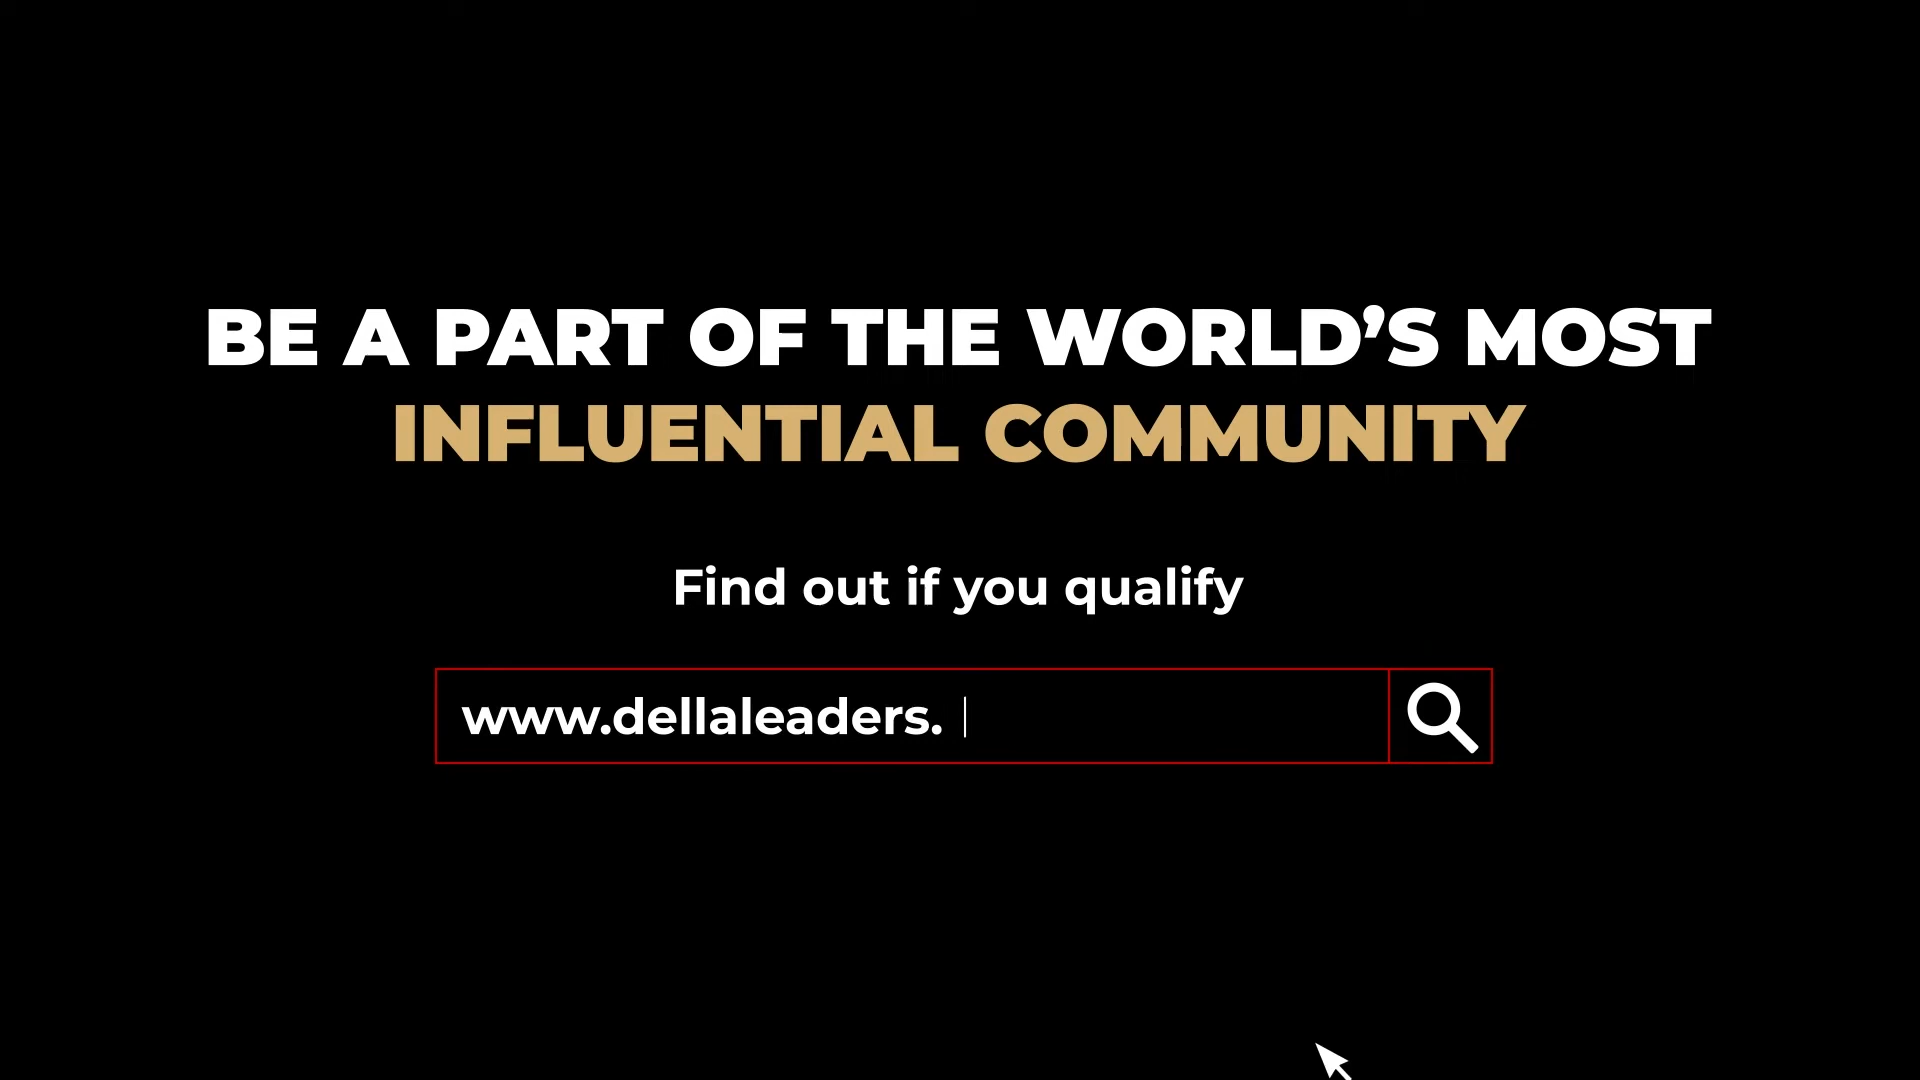 BE A PART OF THE WORLD’S MOST
INFLUENTIAL COMMUNITY
Find out if you qualify
www.dellaleaders.